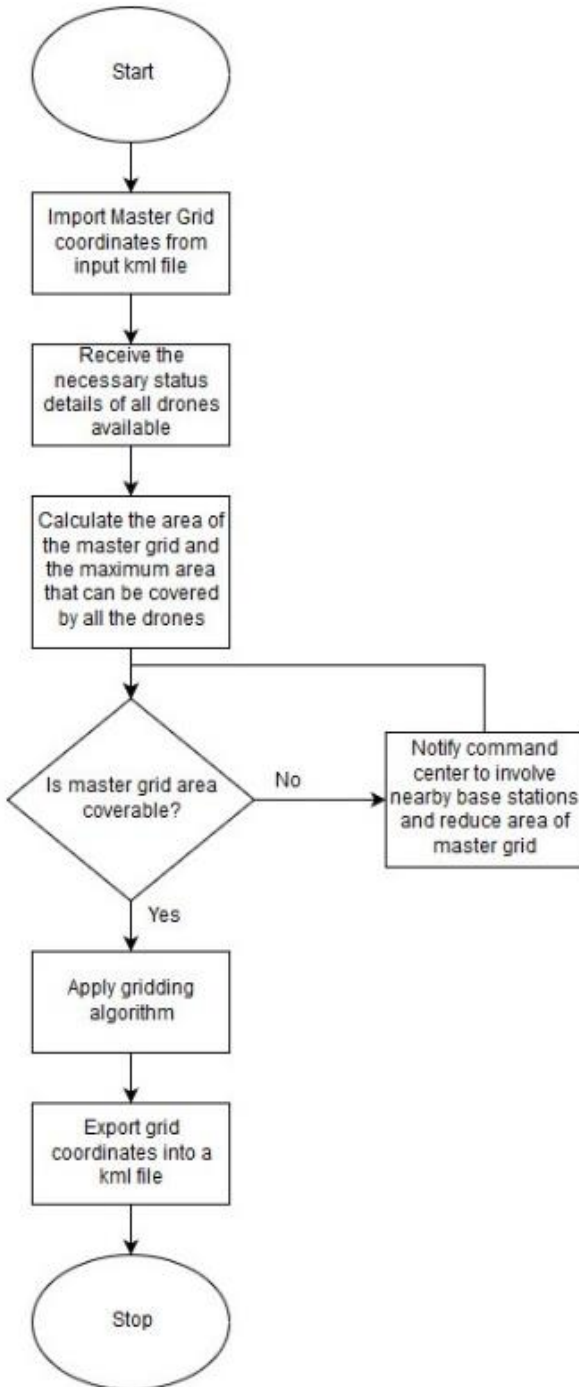 Start
Import Master Grid
coordinates from
input kml file
Receive the
necessary status
details of all drones
available
Calculate the area of
the master grid and
the maximum area
that can be covered
by all the drones
Is master grid area
coverable?
No
Notify command
center to involve
nearby base stations
and reduce area of
master grid
Yes
Apply gridding
algorithm
Export grid
coordinates into a
kml file
Stop